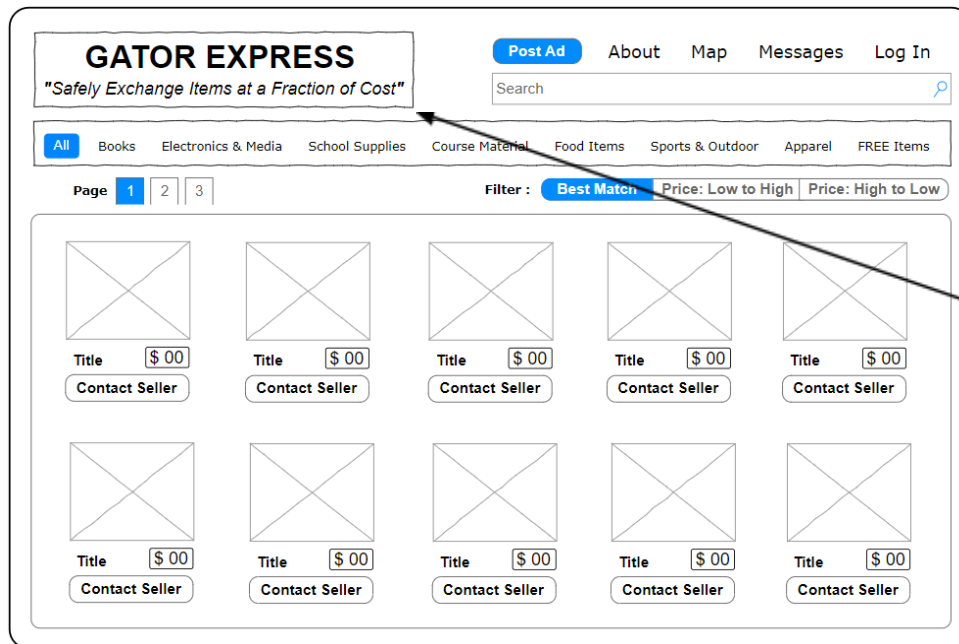 GATOR EXPRESS
"Safely Exchange Items at a Fraction of Cost"
Post Ad About Map Messages Log In
Search
All Books Electronics & Media School Supplies Course Material Food Items Sports & Outdoor Apparel FREE Items
Page 1 2 3 Filter : Best Match Price: Low to High Price: High to Low
Title $ 00 Title $ 00 Title $ 00 Title $ 00 Title $ 00
Contact Seller Contact Seller Contact Seller Contact Seller Contact Seller
Title $ 00 Title $ 00 Title $ 00 Title $ 00 Title $ 00
Contact Seller Contact Seller Contact Seller Contact Seller Contact Seller